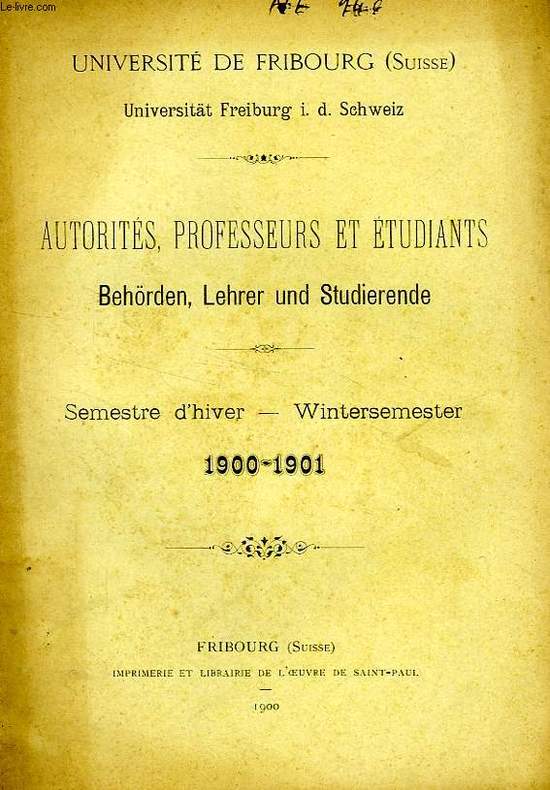 Le-livre.com
UNIVERSITÉ DE FRIBOURG (SUISSE)
Universität Freiburg i. d. Schweiz
AUTORITÉS, PROFESSEURS ET ÉTUDIANTS
Behörden, Lehrer und Studierende
Semestre d'hiver — Wintersemester
1900-1901
FRIBOURG (SUISSE)
IMPRIMERIE ET LIBRAIRIE DE L'ŒUVRE DE SAINT-PAUL
1900